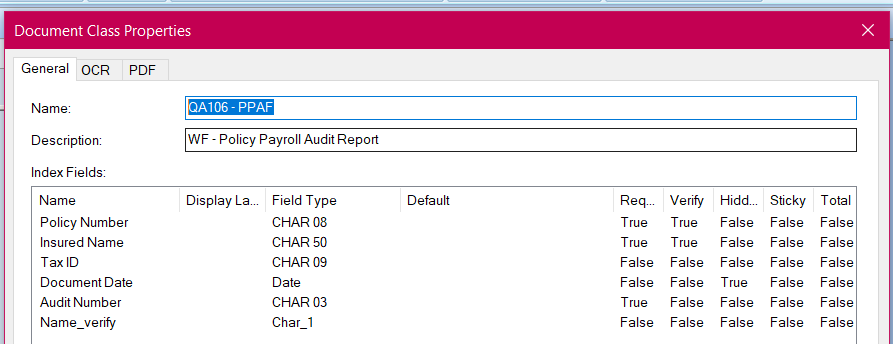 Document Class Properties
General OCR PDF
Name: QA106 - PPAF
Description: WF - Policy Payroll Audit Report
Index Fields:
Name Display La... Field Type Default Req... Verify Hidd... Sticky Total
Policy Number CHAR 08 True True False False False
Insured Name CHAR 50 True True False False False
Tax ID CHAR 09 False False False False False
Document Date Date False False True False False
Audit Number CHAR 03 True False False False False
Name_verify Char_1 False False False False False